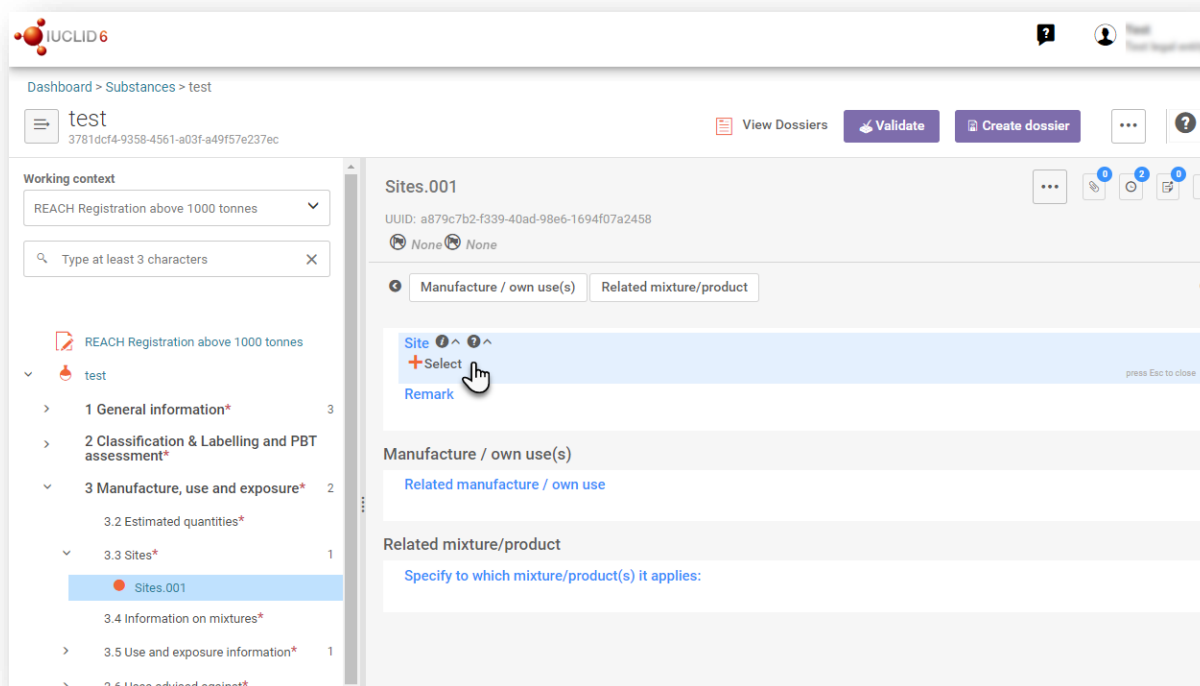 IUCLID 6
Dashboard > Substances > test
test
3781dcf4-9358-4561-a03f-a49f57e237ec
View Dossiers
Validate
Create dossier
Working context
REACH Registration above 1000 tonnes
Type at least 3 characters
REACH Registration above 1000 tonnes
test
1 General information* 3
2 Classification & Labelling and PBT
assessment*
3 Manufacture, use and exposure* 2
3.2 Estimated quantities*
3.3 Sites* 1
Sites.001
3.4 Information on mixtures*
3.5 Use and exposure information* 1
3.6 Uses advised against*
Sites.001
0 2 0
UUID: a879c7b2-f339-40ad-98e6-1694f07a2458
None None
Manufacture / own use(s) Related mixture/product
Site
Select
press Esc to close
Remark
Manufacture / own use(s)
Related manufacture / own use
Related mixture/product
Specify to which mixture/product(s) it applies: